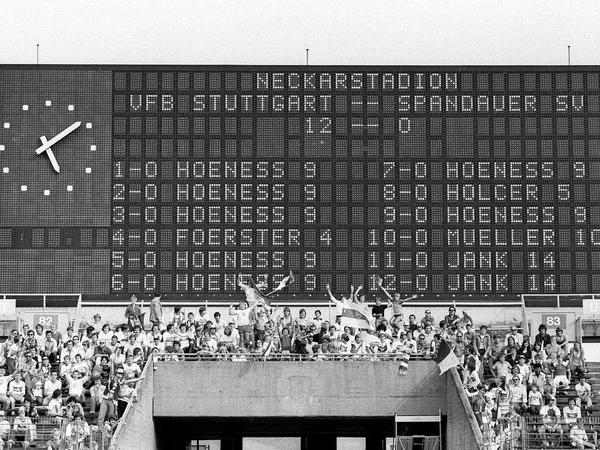 NECKARSTADION
VFB STUTTGART -- SPANDAUER SV
12 -- 0
1-0 HOENESS 9 7-0 HOENESS 9
2-0 HOENESS 9 8-0 HOLCER 5
3-0 HOENESS 9 9-0 HOENESS 9
4-0 FOERSTER 4 10-0 MUELLER 10
5-0 HOENESS 9 11-0 JANK 14
6-0 HOENESS 9 12-0 JANK 14
82 83